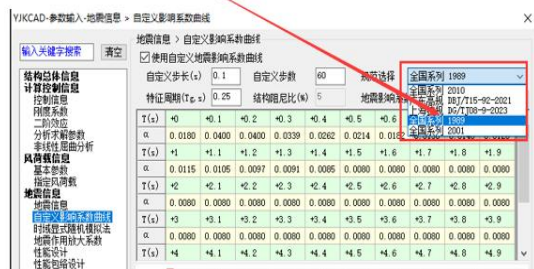 YJKCAD-参数输入-地震信息 > 自定义影响系数曲线
输入关键字搜索 清空
结构总体信息
计算控制信息
控制信息
刚度系数
二阶效应
分析求解参数
非线性屈曲分析
风荷载信息
基本参数
指定风荷载
地震信息
地震信息
自定义影响系数曲线
时域显式随机模拟法
地震作用放大系数
性能设计
性能包络设计
地震信息 > 自定义影响系数曲线
使用自定义地震影响系数曲线
自定义步长(s) 0.1 自定义步数 60 规范选择 全国系列 1989
全国系列 2010
DBJ/T15-92-2021
DG/TJ08-9-2023
全国系列 1989
全国系列 2001
特征周期(Tg,s) 0.25 结构阻尼比(%) 5 地震影响系
T(s) +0 +0.1 +0.2 +0.3 +0.4 +0.5 +0.6
α 0.0180 0.0400 0.0400 0.0339 0.0262 0.0214 0.0182
T(s) +1 +1.1 +1.2 +1.3 +1.4 +1.5 +1.6 +1.7 +1.8 +1.9
α 0.0115 0.0105 0.0097 0.0091 0.0085 0.0080 0.0080 0.0080 0.0080 0.0080
T(s) +2 +2.1 +2.2 +2.3 +2.4 +2.5 +2.6 +2.7 +2.8 +2.9
α 0.0080 0.0080 0.0080 0.0080 0.0080 0.0080 0.0080 0.0080 0.0080 0.0080
T(s) +3 +3.1 +3.2 +3.3 +3.4 +3.5 +3.6 +3.7 +3.8 +3.9
α 0.0080 0.0080 0.0080 0.0080 0.0080 0.0080 0.0080 0.0080 0.0080 0.0080
T(s) +4 +4.1 +4.2 +4.3 +4.4 +4.5 +4.6 +4.7 +4.8 +4.9